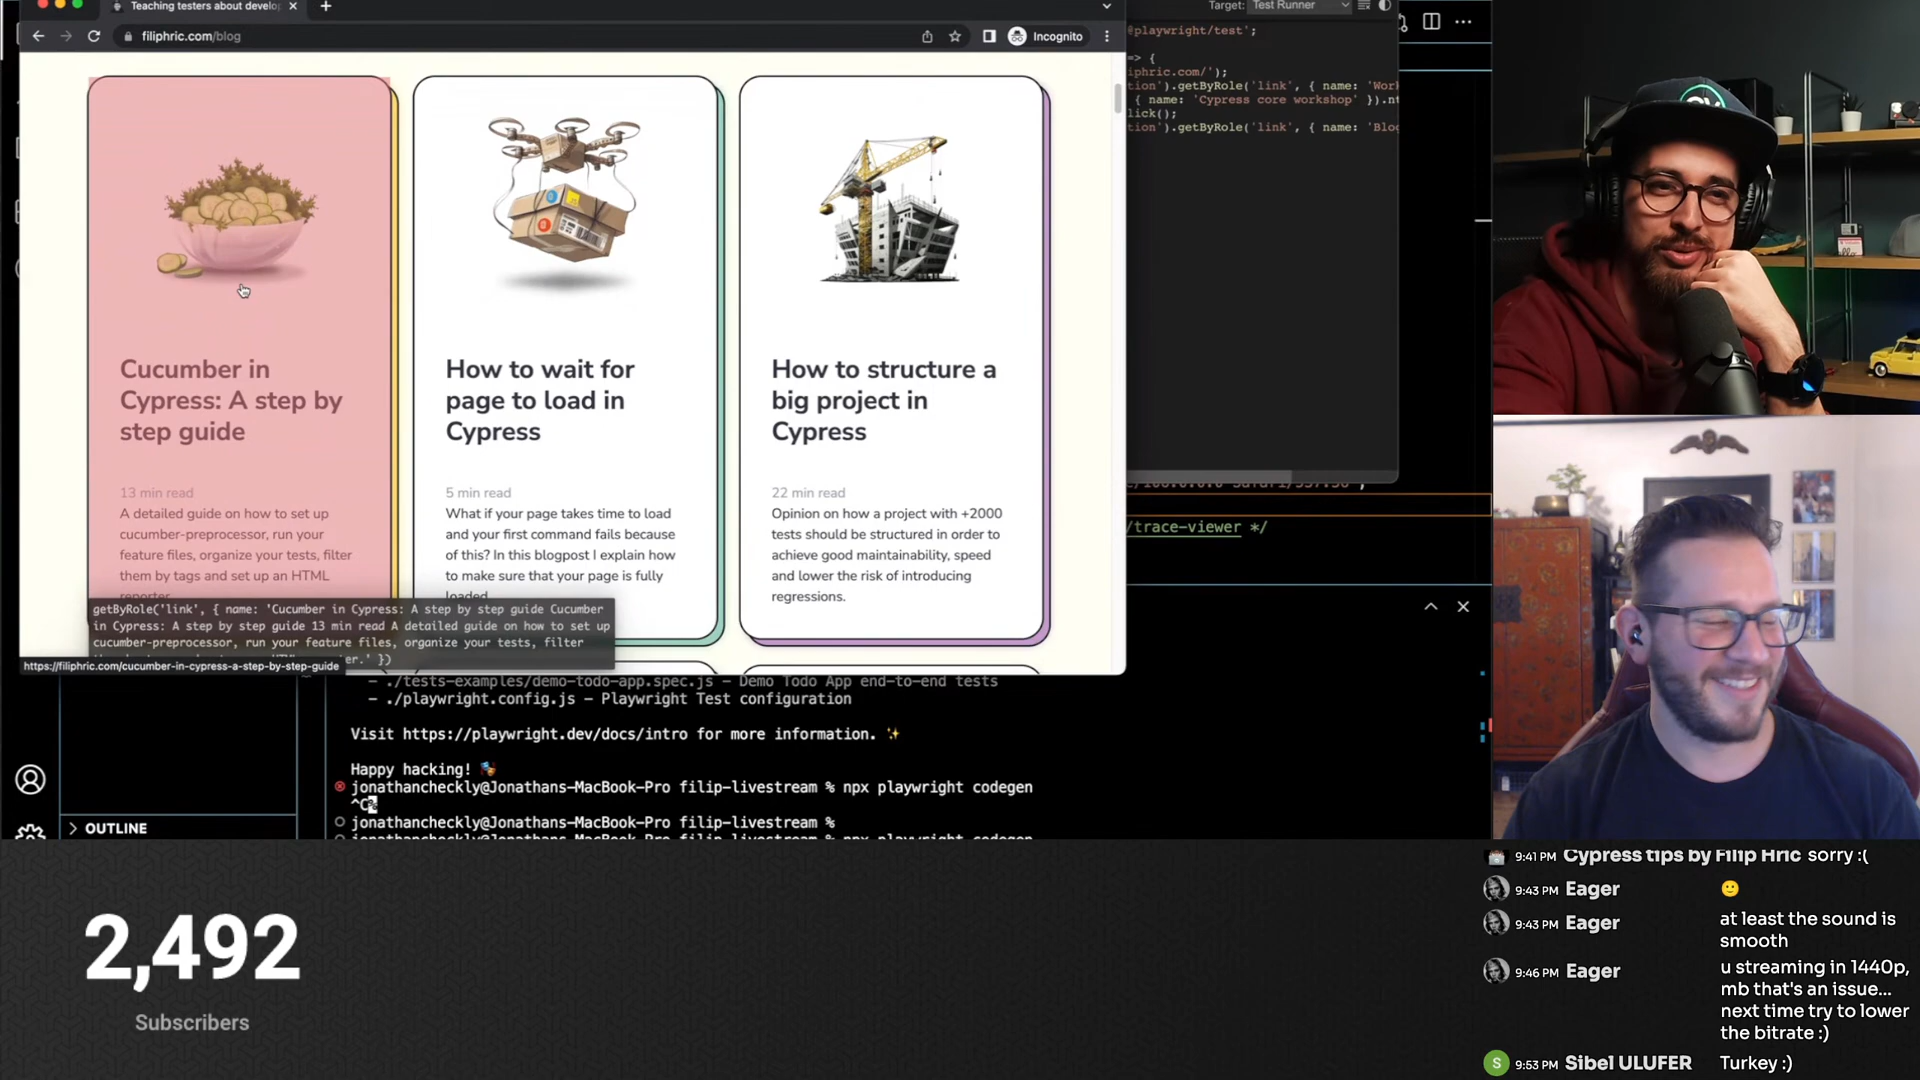 Teaching testers about develo
filiphric.com/blog
Incognito
Target: Test Runner
@playwright/test';
=> {
iphric.com/');
tion').getByRole('link', { name: 'Work
{ name: 'Cypress core workshop' }).nt
lick();
tion').getByRole('link', { name: 'Blog
Cucumber in
Cypress: A step by
step guide
13 min read
A detailed guide on how to set up
cucumber-preprocessor, run your
feature files, organize your tests, filter
them by tags and set up an HTML
reporter.
How to wait for
page to load in
Cypress
5 min read
What if your page takes time to load
and your first command fails because
of this? In this blogpost I explain how
to make sure that your page is fully
loaded.
How to structure a
big project in
Cypress
22 min read
Opinion on how a project with +2000
tests should be structured in order to
achieve good maintainability, speed
and lower the risk of introducing
regressions.
getByRole('link', { name: 'Cucumber in Cypress: A step by step guide Cucumber
in Cypress: A step by step guide 13 min read A detailed guide on how to set up
cucumber-preprocessor, run your feature files, organize your tests, filter
er.' })
https://filiphric.com/cucumber-in-cypress-a-step-by-step-guide
/trace-viewer */
- ./tests-examples/demo-todo-app.spec.js - Demo Todo App end-to-end tests
- ./playwright.config.js - Playwright Test configuration
Visit https://playwright.dev/docs/intro for more information. ✨
Happy hacking! 🎭
jonathancheckly@Jonathans-MacBook-Pro filip-livestream % npx playwright codegen
^C%
jonathancheckly@Jonathans-MacBook-Pro filip-livestream %
jonathancheckly@Jonathans-MacBook-Pro filip-livestream % npx playwright codegen
OUTLINE
2,492
Subscribers
9:41 PM Cypress tips by Filip Hric sorry :(
9:43 PM Eager 🙂
9:43 PM Eager at least the sound is
smooth
9:46 PM Eager u streaming in 1440p,
mb that's an issue...
next time try to lower
the bitrate :)
S 9:53 PM Sibel ULUFER Turkey :)